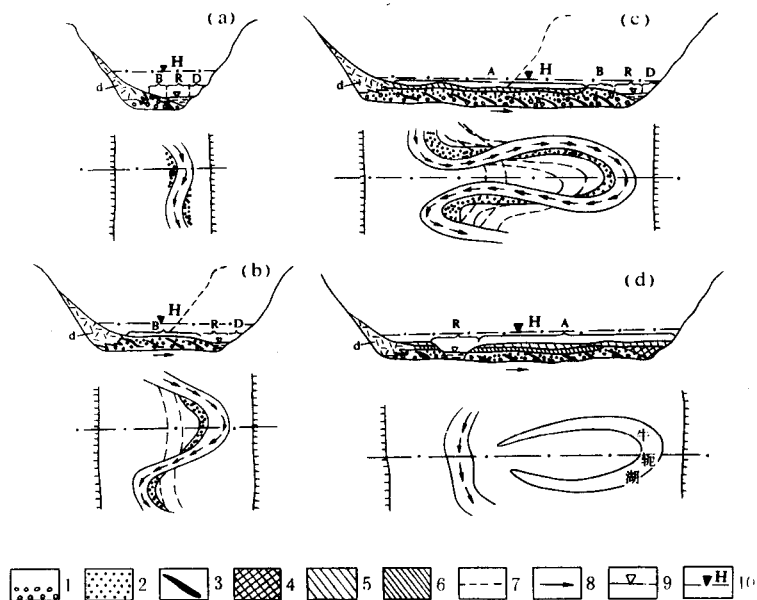 (a)
H
B R D
d
(c)
A H B R D
d
(b)
H
B R D
d
(d)
R H A
d
牛
轭
湖
1 2 3 4 5 6 7 8 9 H 10